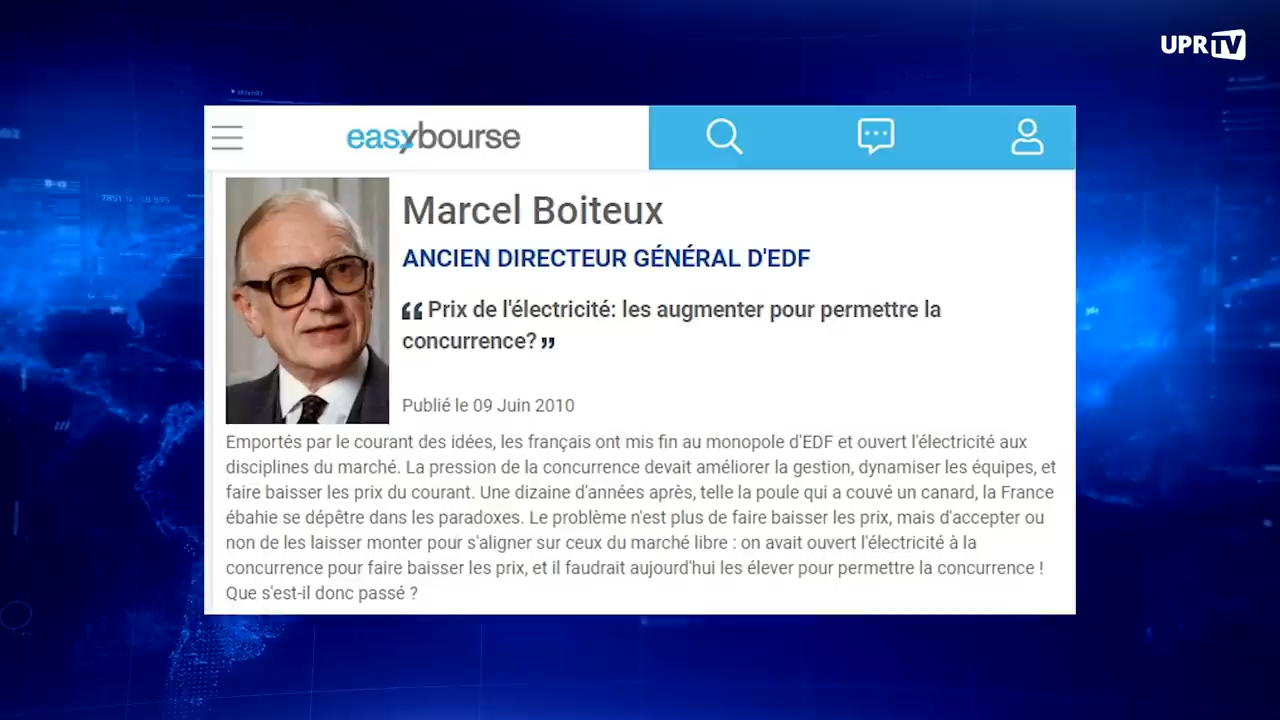 UPR TV
easybourse
Marcel Boiteux
ANCIEN DIRECTEUR GÉNÉRAL D'EDF
“ Prix de l'électricité: les augmenter pour permettre la
concurrence? ”
Publié le 09 Juin 2010
Emportés par le courant des idées, les français ont mis fin au monopole d'EDF et ouvert l'électricité aux
disciplines du marché. La pression de la concurrence devait améliorer la gestion, dynamiser les équipes, et
faire baisser les prix du courant. Une dizaine d'années après, telle la poule qui a couvé un canard, la France
ébahie se dépêtre dans les paradoxes. Le problème n'est plus de faire baisser les prix, mais d'accepter ou
non de les laisser monter pour s'aligner sur ceux du marché libre : on avait ouvert l'électricité à la
concurrence pour faire baisser les prix, et il faudrait aujourd'hui les élever pour permettre la concurrence !
Que s'est-il donc passé ?